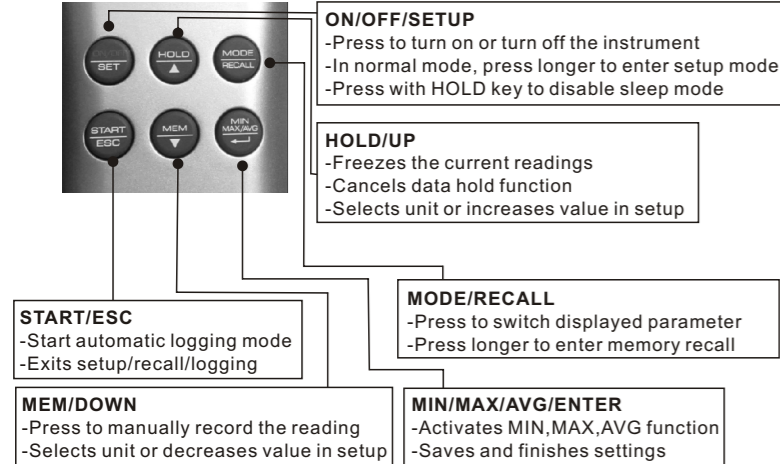 ON/OFF
SET
HOLD
MODE
RECALL
START
ESC
MEM
MIN
MAX/AVG
ON/OFF/SETUP
-Press to turn on or turn off the instrument
-In normal mode, press longer to enter setup mode
-Press with HOLD key to disable sleep mode
HOLD/UP
-Freezes the current readings
-Cancels data hold function
-Selects unit or increases value in setup
MODE/RECALL
-Press to switch displayed parameter
-Press longer to enter memory recall
START/ESC
-Start automatic logging mode
-Exits setup/recall/logging
MEM/DOWN
-Press to manually record the reading
-Selects unit or decreases value in setup
MIN/MAX/AVG/ENTER
-Activates MIN,MAX,AVG function
-Saves and finishes settings